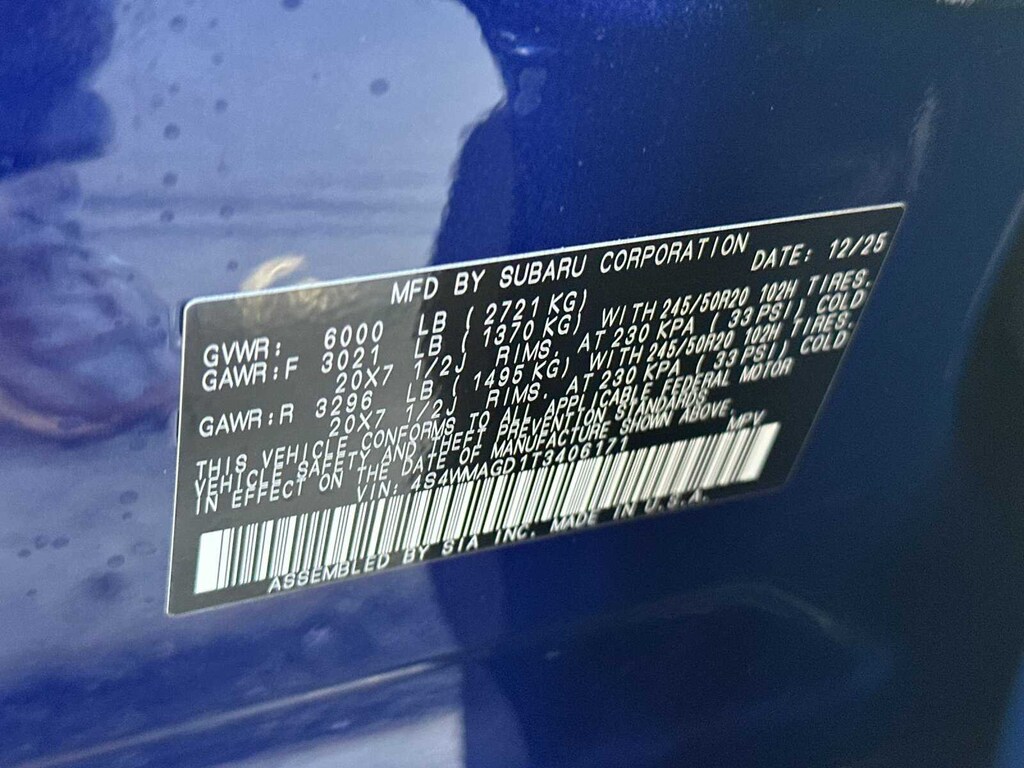 MFD BY SUBARU CORPORATION DATE: 12/25
GVWR: 6000 LB ( 2721 KG)
GAWR:F 3021 LB ( 1370 KG) WITH 245/50R20 102H TIRES.
20X7 1/2J RIMS. AT 230 KPA ( 33 PSI) COLD
GAWR:R 3296 LB ( 1495 KG) WITH 245/50R20 102H TIRES.
20X7 1/2J RIMS. AT 230 KPA ( 33 PSI) COLD
THIS VEHICLE CONFORMS TO ALL APPLICABLE FEDERAL MOTOR
VEHICLE SAFETY AND THEFT PREVENTION STANDARDS
IN EFFECT ON THE DATE OF MANUFACTURE SHOWN ABOVE.
VIN: 4S4WMAGD1T3406171 MPV
ASSEMBLED BY SIA INC. MADE IN U.S.A.